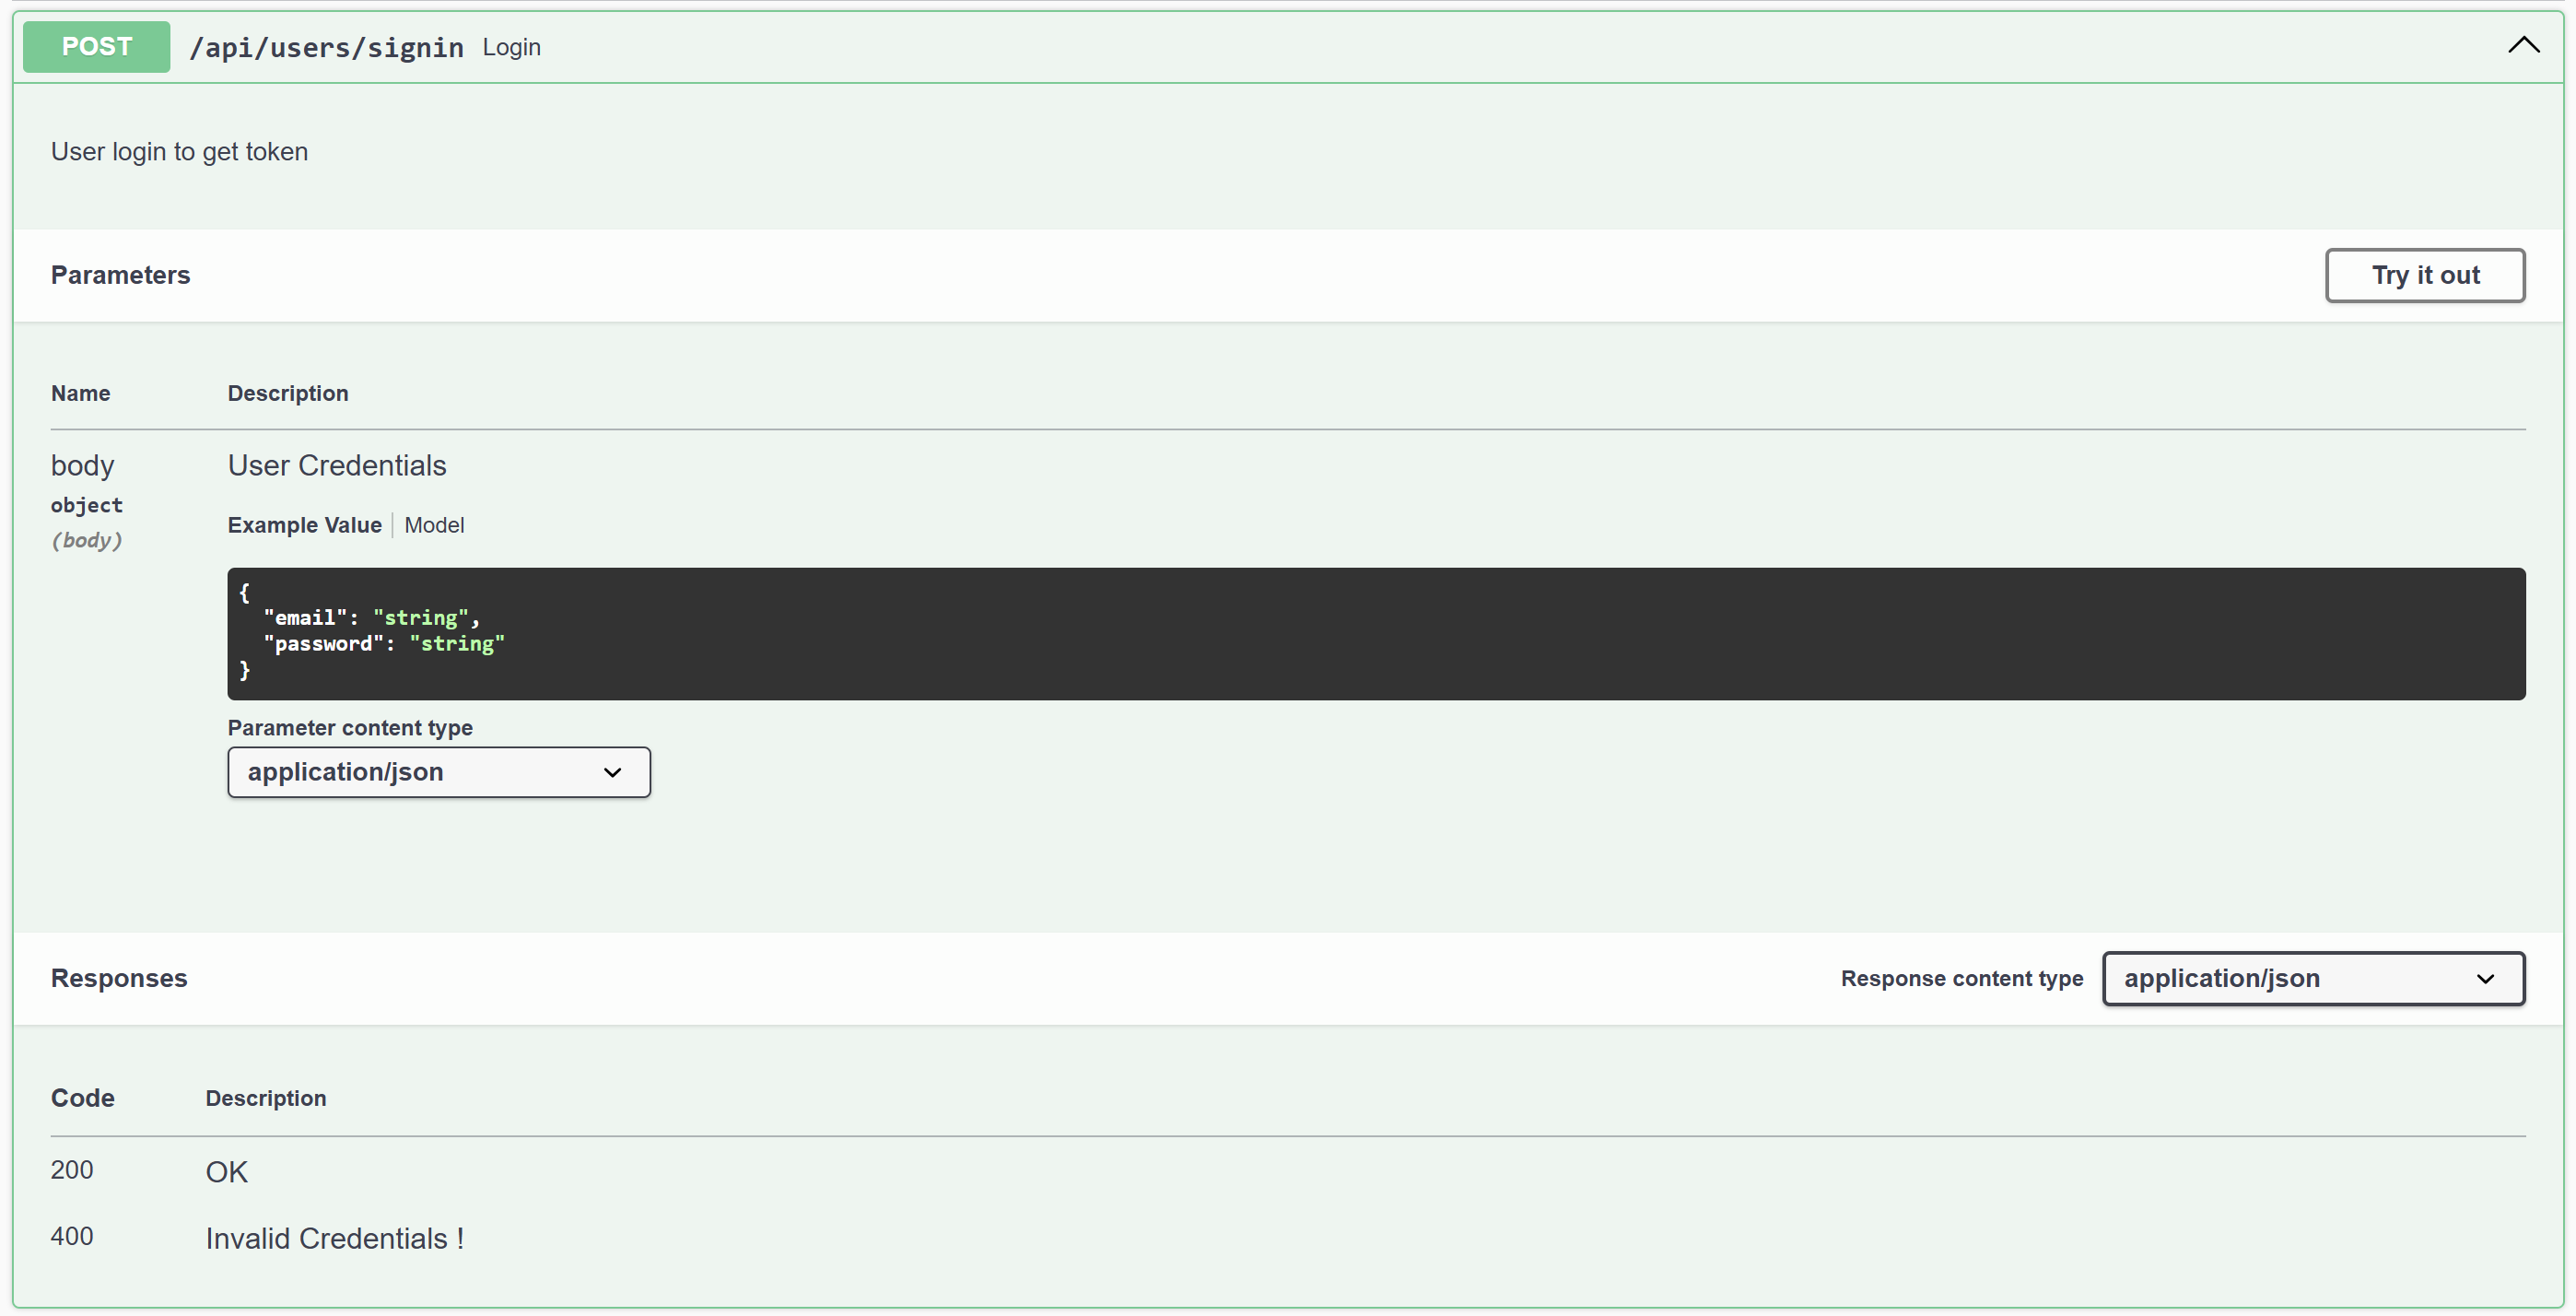 POST /api/users/signin Login
User login to get token
Parameters Try it out
Name Description
body User Credentials
object
(body)
Example Value Model
{
"email": "string",
"password": "string"
}
Parameter content type
application/json
Responses Response content type application/json
Code Description
200 OK
400 Invalid Credentials !